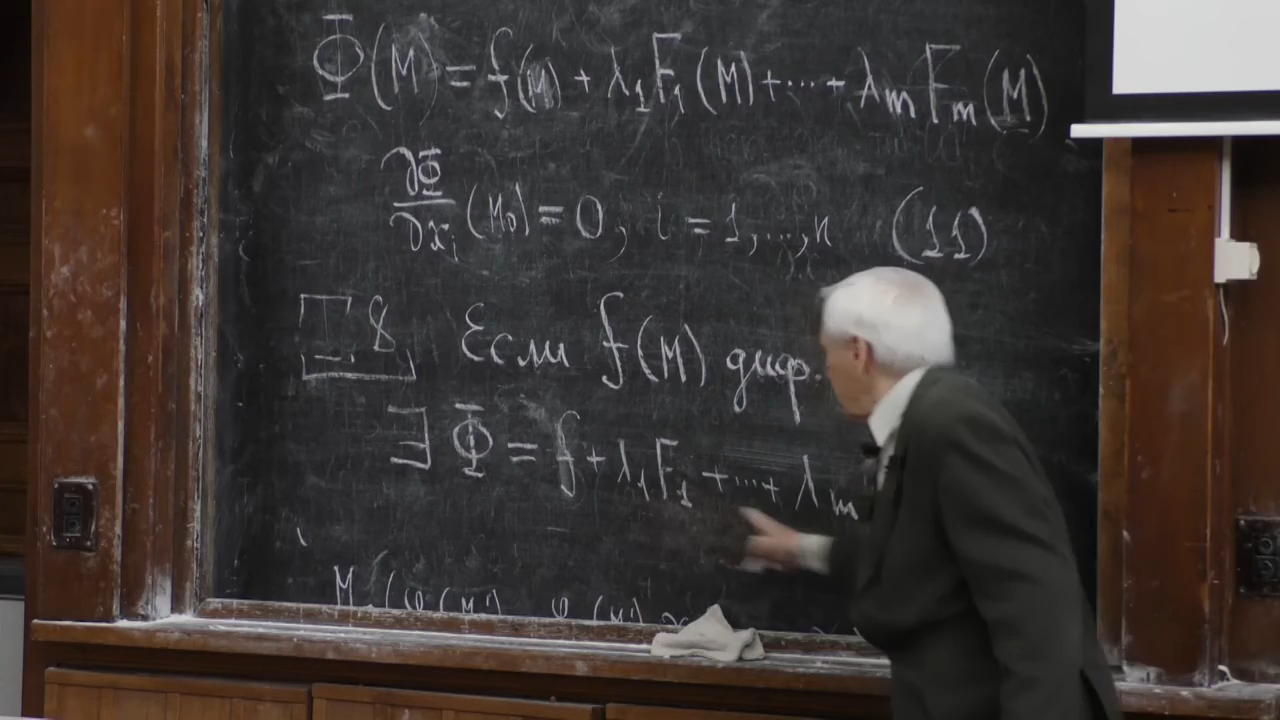 Φ(M) = f(M) + λ₁F₁(M) + ... + λₘFₘ(M)
∂Φ/∂xᵢ (M₀) = 0, i = 1, ..., n (11)
Т.8 Если f(M) диф.
∃ Φ = f + λ₁F₁ + ... + λₘ